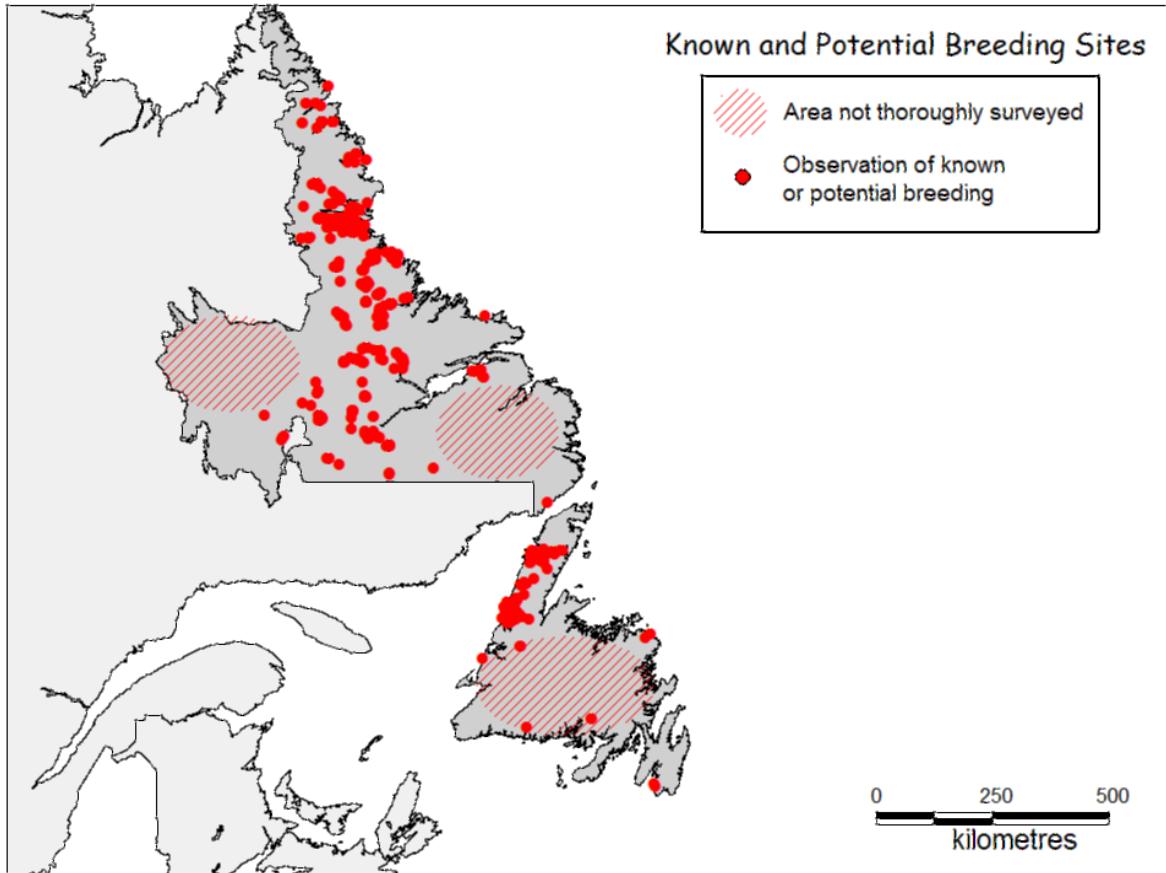 Known and Potential Breeding Sites
Area not thoroughly surveyed
Observation of known
or potential breeding
0 250 500
kilometres